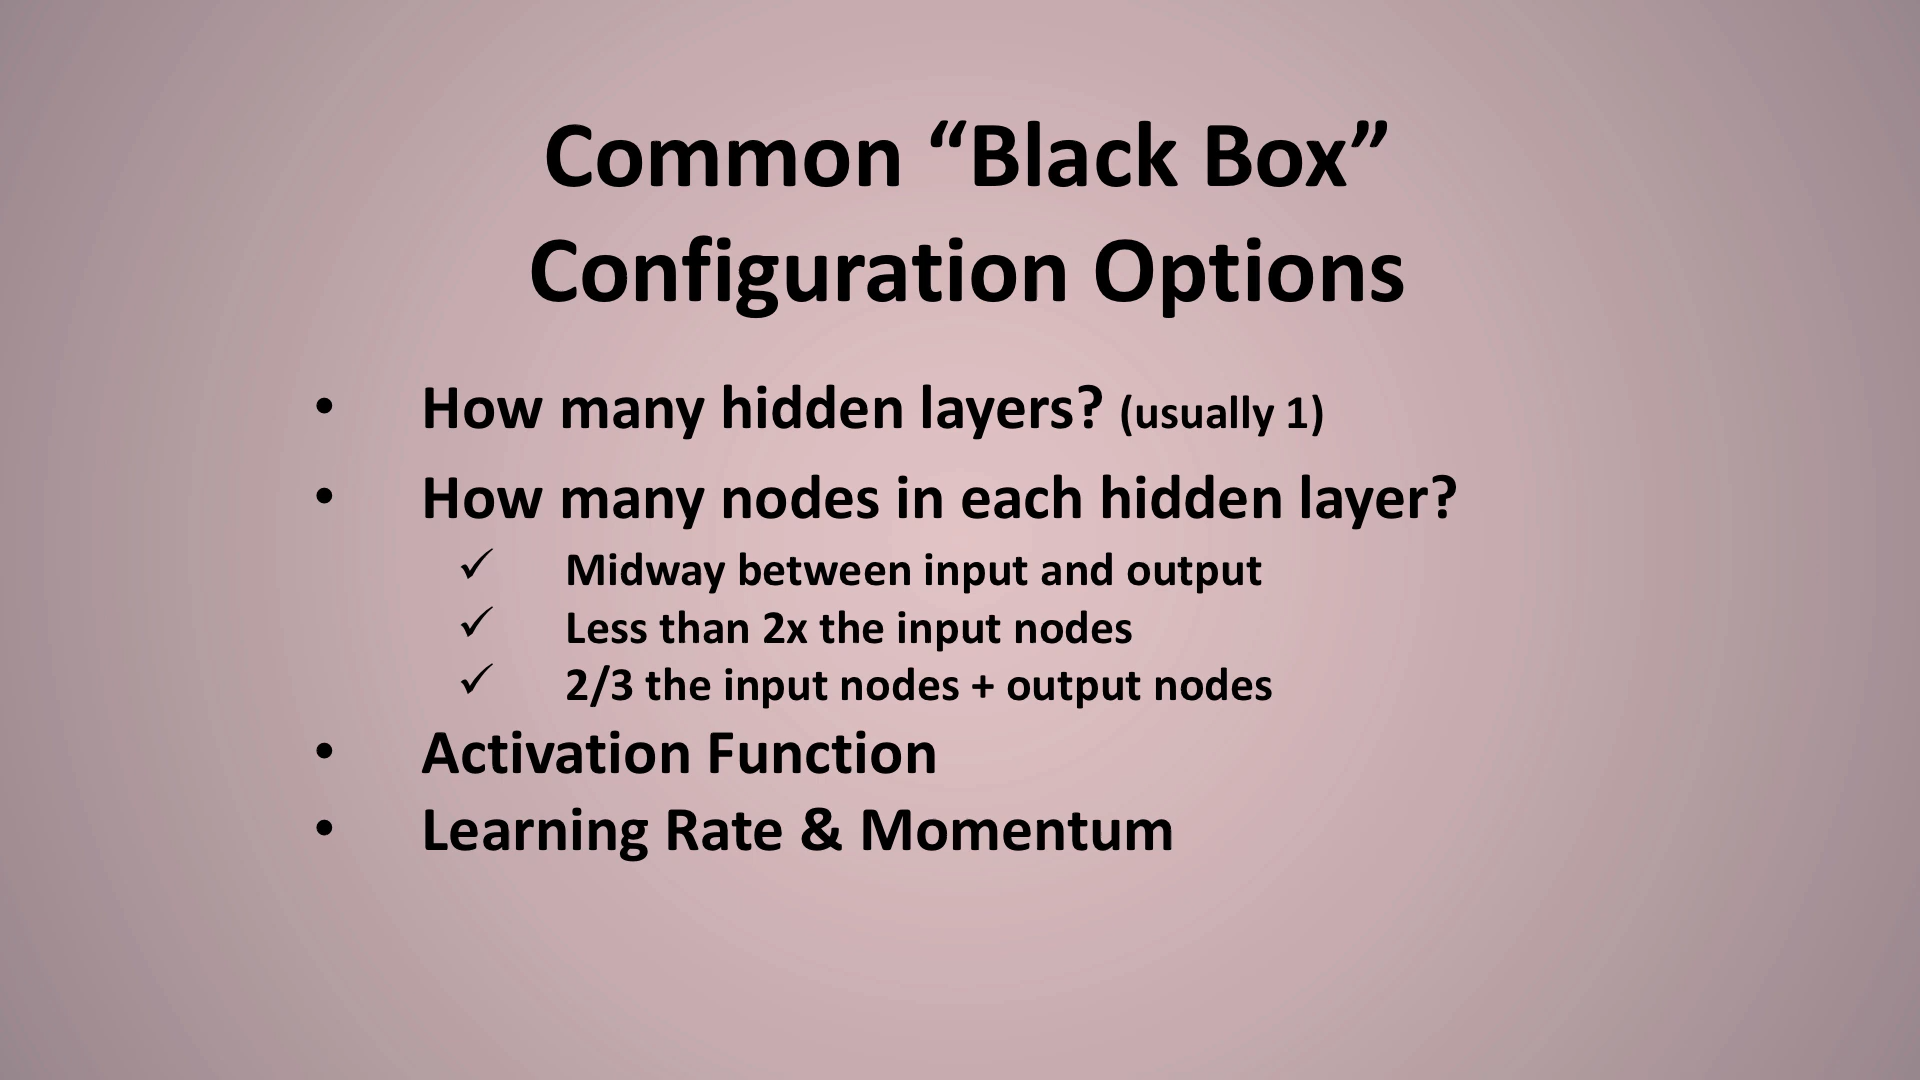 Common “Black Box”
Configuration Options
• How many hidden layers? (usually 1)
• How many nodes in each hidden layer?
✓ Midway between input and output
✓ Less than 2x the input nodes
✓ 2/3 the input nodes + output nodes
• Activation Function
• Learning Rate & Momentum